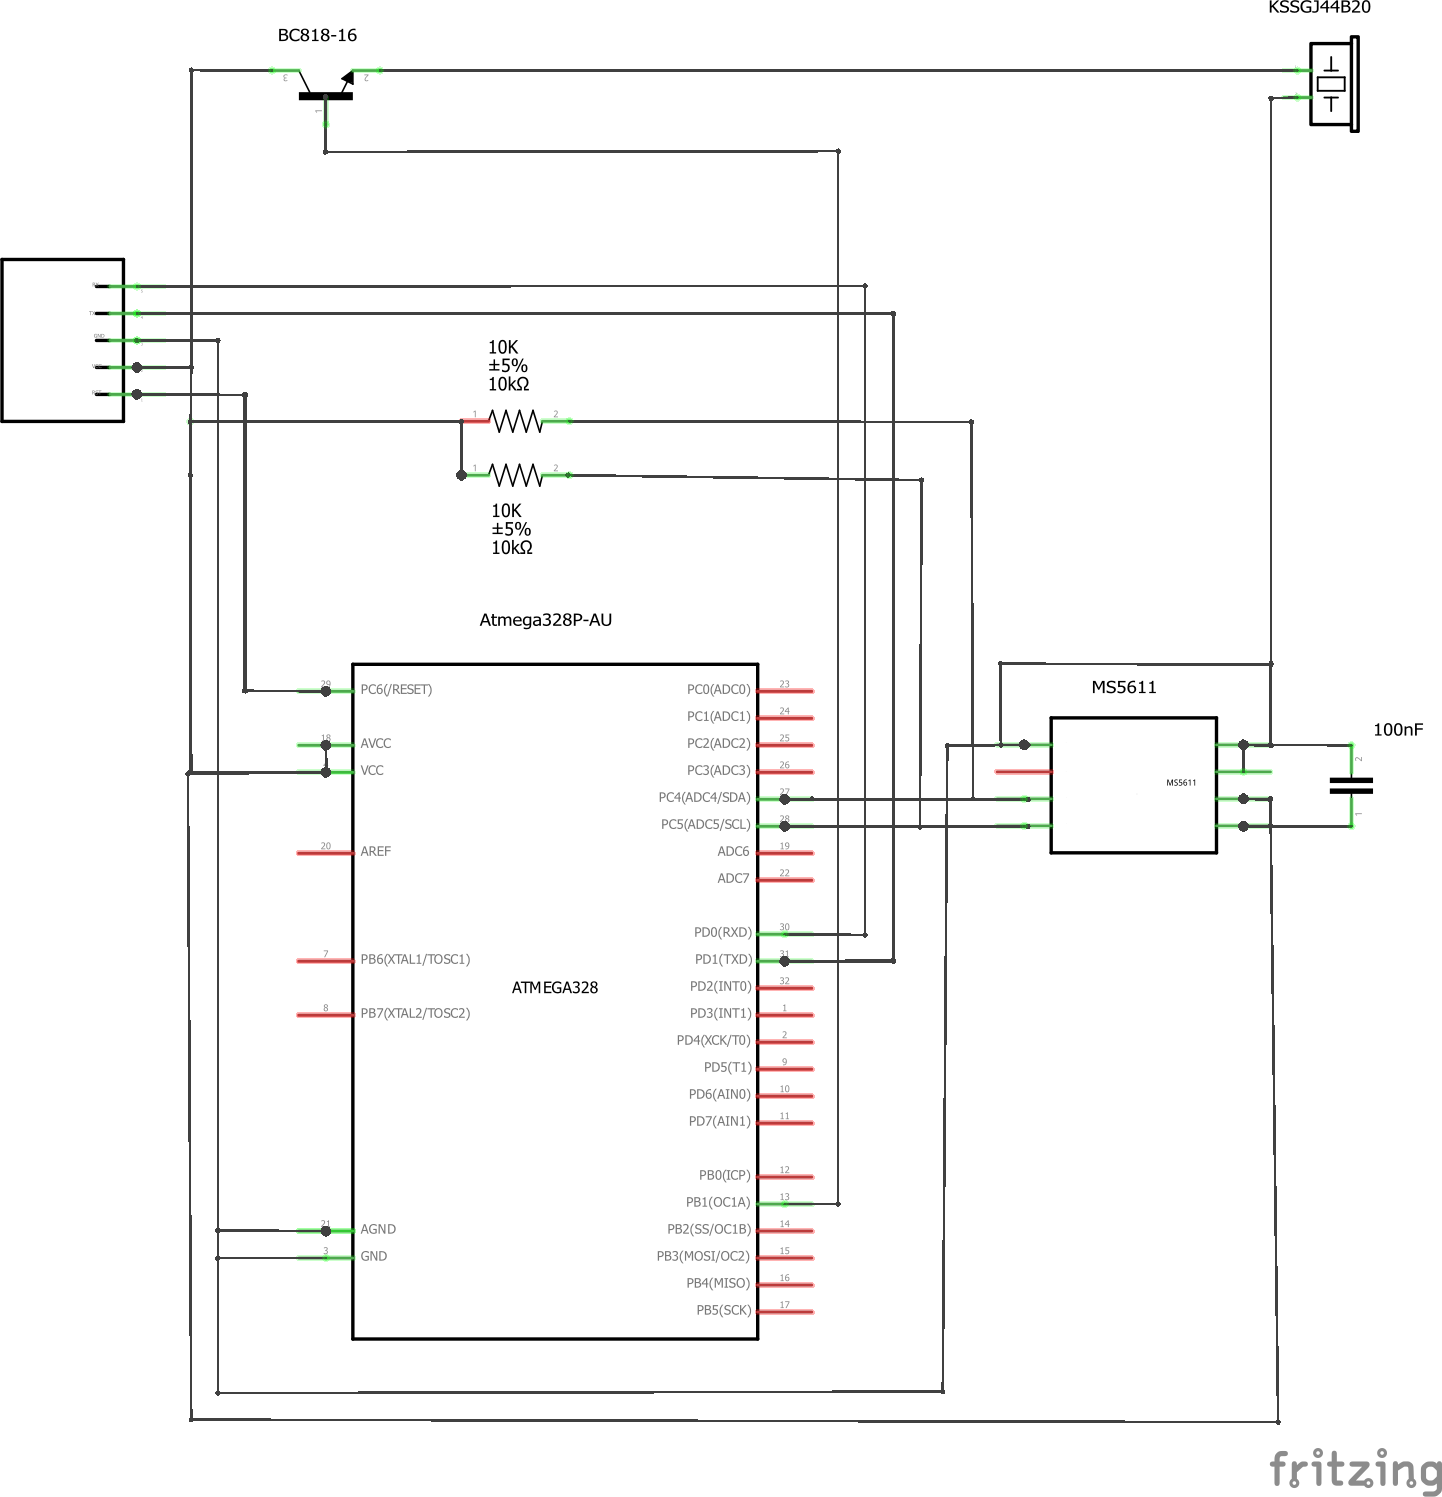 KSSGJ44B20
BC818-16
3
2
1
GND
10K
±5%
10kΩ
1
2
1
2
10K
±5%
10kΩ
Atmega328P-AU
29
PC6(/RESET)
PC0(ADC0)
23
PC1(ADC1)
24
MS5611
18
AVCC
PC2(ADC2)
25
100nF
VCC
PC3(ADC3)
26
2
MS5611
PC4(ADC4/SDA)
27
PC5(ADC5/SCL)
28
1
20
AREF
ADC6
19
ADC7
22
PD0(RXD)
30
7
PB6(XTAL1/TOSC1)
PD1(TXD)
31
ATMEGA328
PD2(INT0)
32
8
PB7(XTAL2/TOSC2)
PD3(INT1)
1
PD4(XCK/T0)
2
PD5(T1)
9
PD6(AIN0)
10
PD7(AIN1)
11
PB0(ICP)
12
PB1(OC1A)
13
21
AGND
PB2(SS/OC1B)
14
3
GND
PB3(MOSI/OC2)
15
PB4(MISO)
16
PB5(SCK)
17
fritzing